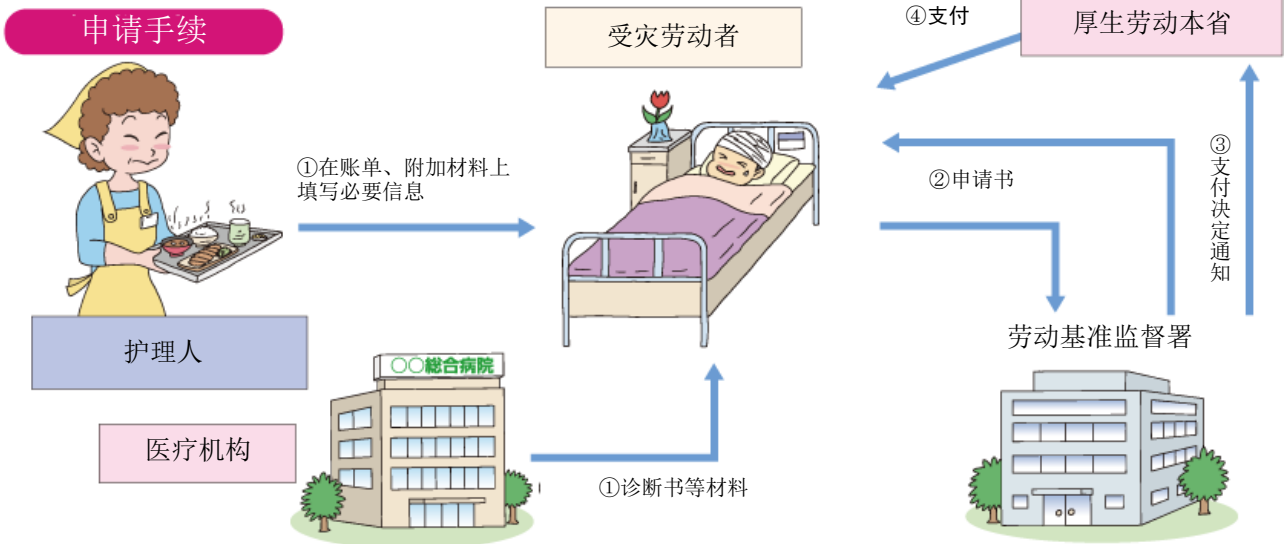 申请手续
受灾劳动者
④支付
厚生劳动本省
①在账单、附加材料上
填写必要信息
②申请书
③支付决定通知
护理人
劳动基准监督署
○○総合病院
医疗机构
①诊断书等材料